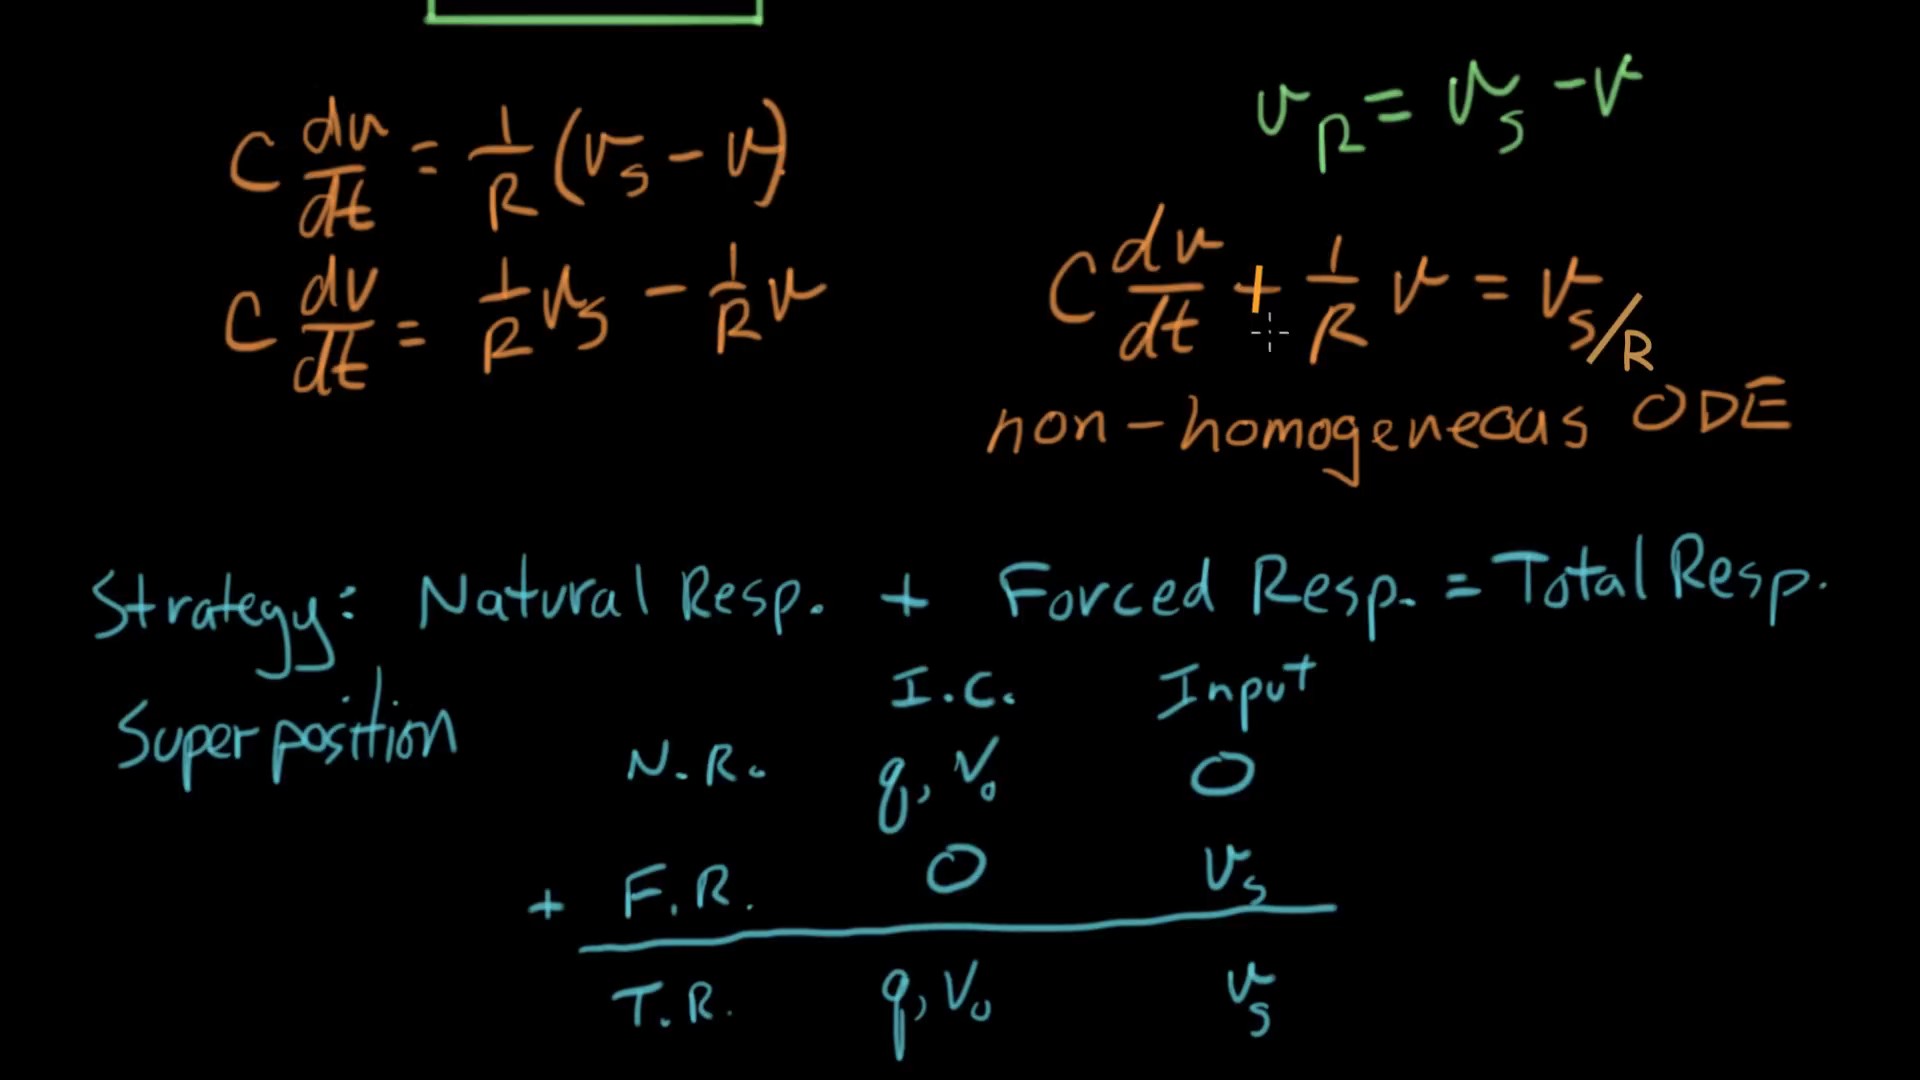 v_R = v_s - v
C dv/dt = 1/R (v_s - v)
C dv/dt = 1/R v_s - 1/R v
C dv/dt + 1/R v = v_s/R
non-homogeneous ODE
Strategy: Natural Resp. + Forced Resp. = Total Resp.
I.C. Input
Superposition
N.R. q, V_0 0
+ F.R. 0 v_s
T.R. q, V_0 v_s